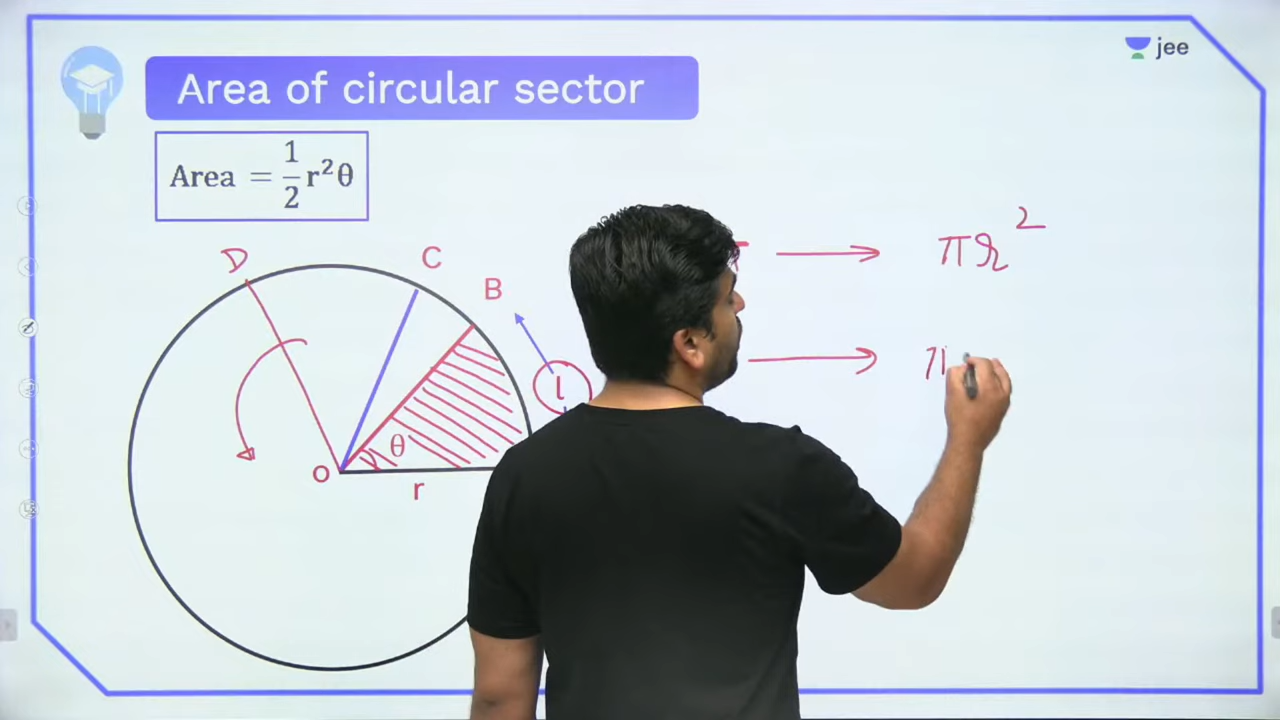 jee
Area of circular sector
Area = 1/2 r²θ
D
C
B
l
θ
O
r
→ πr²
→ π